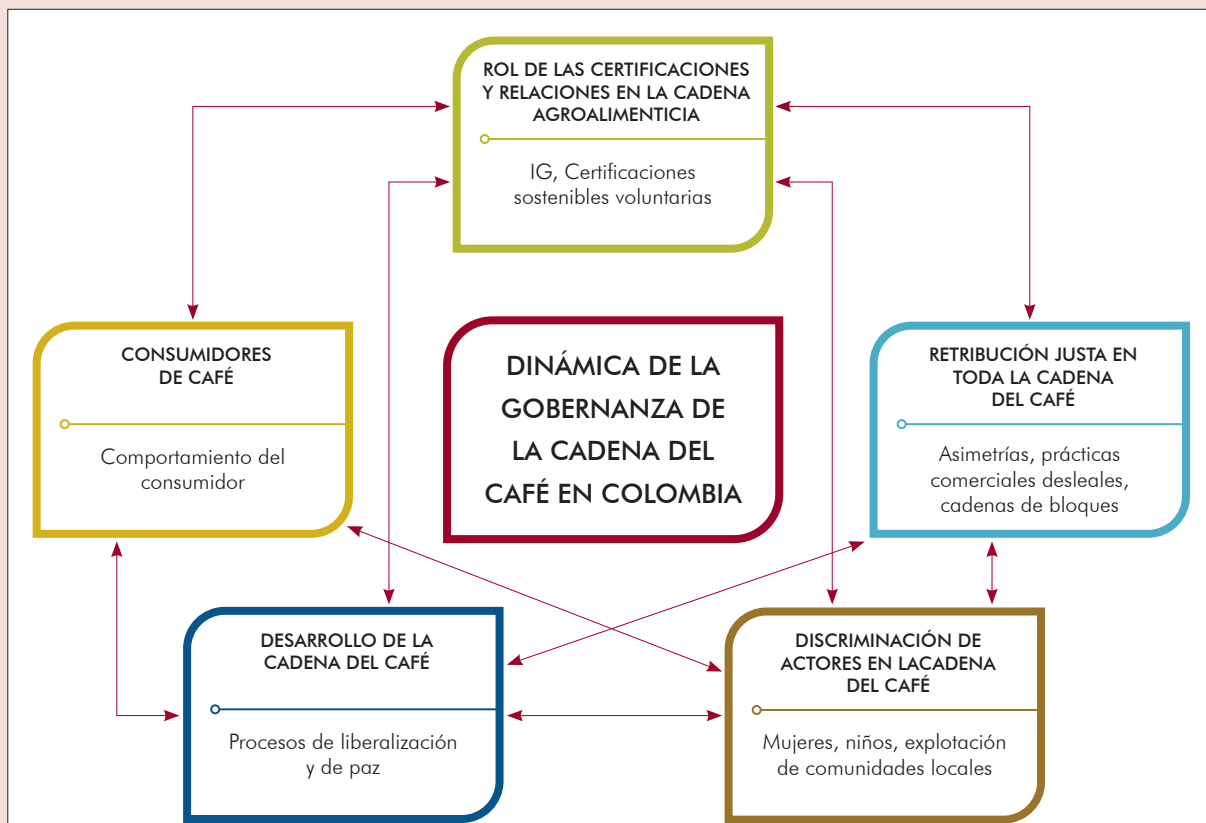 ROL DE LAS CERTIFICACIONES
Y RELACIONES EN LA CADENA
AGROALIMENTICIA
IG, Certificaciones
sostenibles voluntarias
CONSUMIDORES
DE CAFÉ
Comportamiento del
consumidor
DINÁMICA DE LA
GOBERNANZA DE
LA CADENA DEL
CAFÉ EN COLOMBIA
RETRIBUCIÓN JUSTA EN
TODA LA CADENA
DEL CAFÉ
Asimetrías, prácticas
comerciales desleales,
cadenas de bloques
DESARROLLO DE LA
CADENA DEL CAFÉ
Procesos de liberalización
y de paz
DISCRIMINACIÓN DE
ACTORES EN LACADENA
DEL CAFÉ
Mujeres, niños, explotación
de comunidades locales